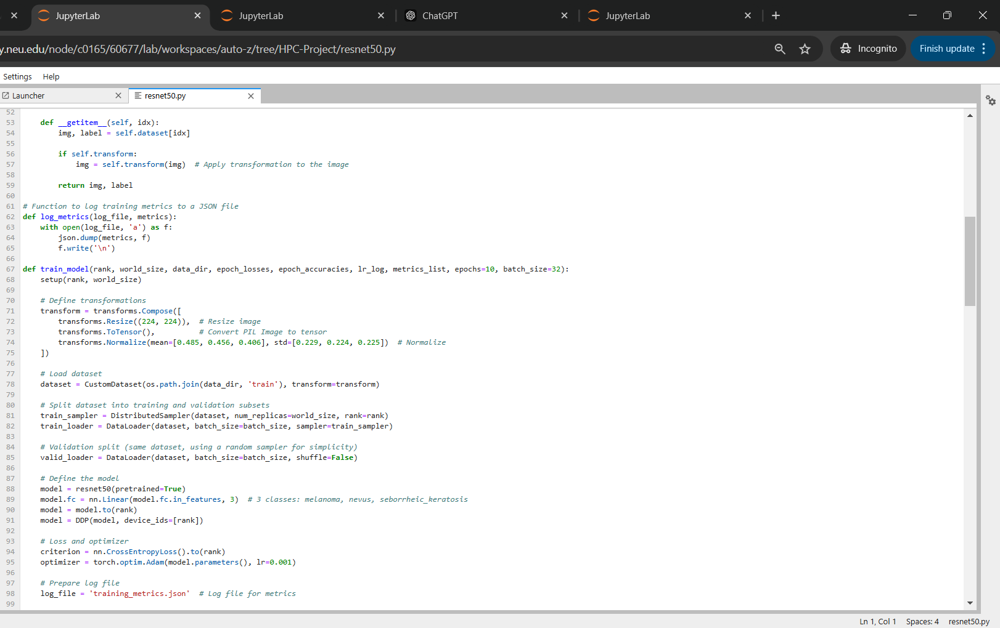 JupyterLab
JupyterLab
ChatGPT
JupyterLab
y.neu.edu/node/c0165/60677/lab/workspaces/auto-z/tree/HPC-Project/resnet50.py
Incognito
Finish update
Settings Help
Launcher
resnet50.py
52
53 def __getitem__(self, idx):
54 img, label = self.dataset[idx]
55
56 if self.transform:
57 img = self.transform(img) # Apply transformation to the image
58
59 return img, label
60
61 # Function to log training metrics to a JSON file
62 def log_metrics(log_file, metrics):
63 with open(log_file, 'a') as f:
64 json.dump(metrics, f)
65 f.write('\n')
66
67 def train_model(rank, world_size, data_dir, epoch_losses, epoch_accuracies, lr_log, metrics_list, epochs=10, batch_size=32):
68 setup(rank, world_size)
69
70 # Define transformations
71 transform = transforms.Compose([
72 transforms.Resize((224, 224)), # Resize image
73 transforms.ToTensor(), # Convert PIL Image to tensor
74 transforms.Normalize(mean=[0.485, 0.456, 0.406], std=[0.229, 0.224, 0.225]) # Normalize
75 ])
76
77 # Load dataset
78 dataset = CustomDataset(os.path.join(data_dir, 'train'), transform=transform)
79
80 # Split dataset into training and validation subsets
81 train_sampler = DistributedSampler(dataset, num_replicas=world_size, rank=rank)
82 train_loader = DataLoader(dataset, batch_size=batch_size, sampler=train_sampler)
83
84 # Validation split (same dataset, using a random sampler for simplicity)
85 valid_loader = DataLoader(dataset, batch_size=batch_size, shuffle=False)
86
87 # Define the model
88 model = resnet50(pretrained=True)
89 model.fc = nn.Linear(model.fc.in_features, 3) # 3 classes: melanoma, nevus, seborrheic_keratosis
90 model = model.to(rank)
91 model = DDP(model, device_ids=[rank])
92
93 # Loss and optimizer
94 criterion = nn.CrossEntropyLoss().to(rank)
95 optimizer = torch.optim.Adam(model.parameters(), lr=0.001)
96
97 # Prepare log file
98 log_file = 'training_metrics.json' # Log file for metrics
99
Ln 1, Col 1 Spaces: 4 resnet50.py